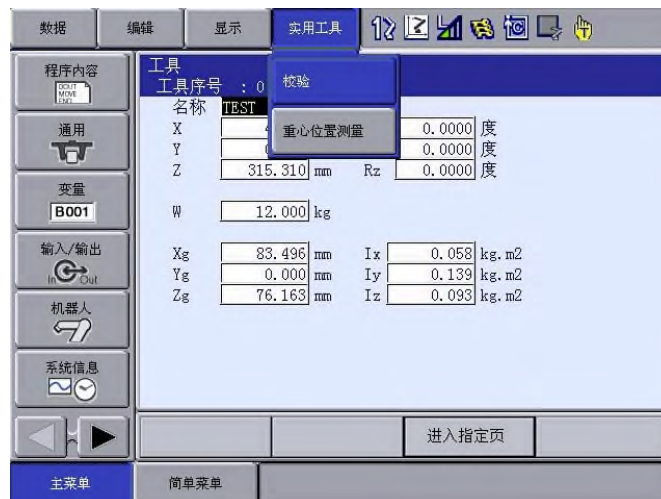 数据 编辑 显示 实用工具
程序内容
DOUT
MOVE
END
通用
变量
B001
输入/输出
In Out
机器人
系统信息
工具
工具序号 : 0
校验
重心位置测量
名称 TEST
X 0.0000 度
Y 0.0000 度
Z 315.310 mm Rz 0.0000 度
W 12.000 kg
Xg 83.496 mm Ix 0.058 kg.m2
Yg 0.000 mm Iy 0.139 kg.m2
Zg 76.163 mm Iz 0.093 kg.m2
进入指定页
主菜单 简单菜单